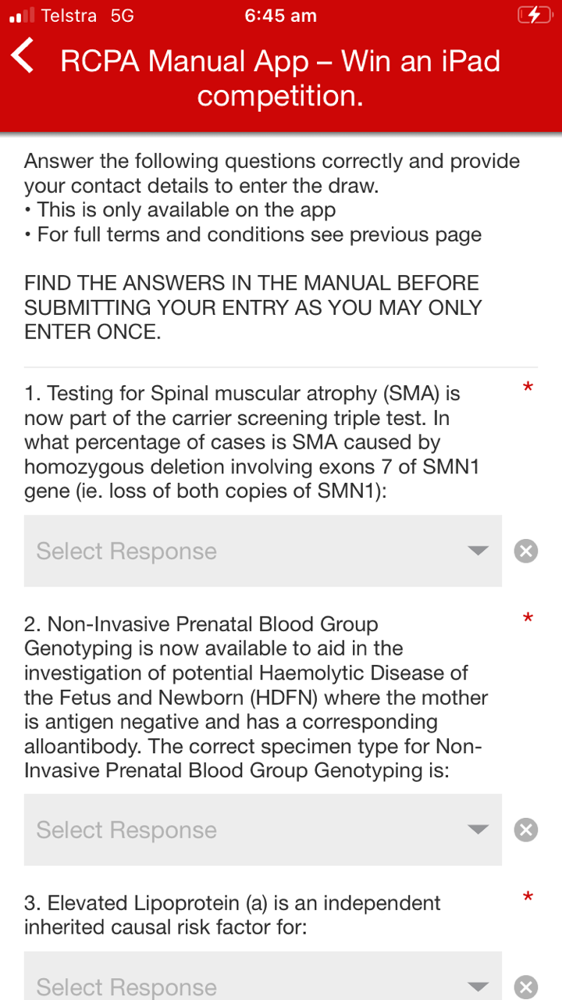 Telstra 5G
6:45 am
RCPA Manual App – Win an iPad
competition.
Answer the following questions correctly and provide
your contact details to enter the draw.
• This is only available on the app
• For full terms and conditions see previous page
FIND THE ANSWERS IN THE MANUAL BEFORE
SUBMITTING YOUR ENTRY AS YOU MAY ONLY
ENTER ONCE.
1. Testing for Spinal muscular atrophy (SMA) is *
now part of the carrier screening triple test. In
what percentage of cases is SMA caused by
homozygous deletion involving exons 7 of SMN1
gene (ie. loss of both copies of SMN1):
Select Response
2. Non-Invasive Prenatal Blood Group *
Genotyping is now available to aid in the
investigation of potential Haemolytic Disease of
the Fetus and Newborn (HDFN) where the mother
is antigen negative and has a corresponding
alloantibody. The correct specimen type for Non-
Invasive Prenatal Blood Group Genotyping is:
Select Response
3. Elevated Lipoprotein (a) is an independent *
inherited causal risk factor for:
Select Response